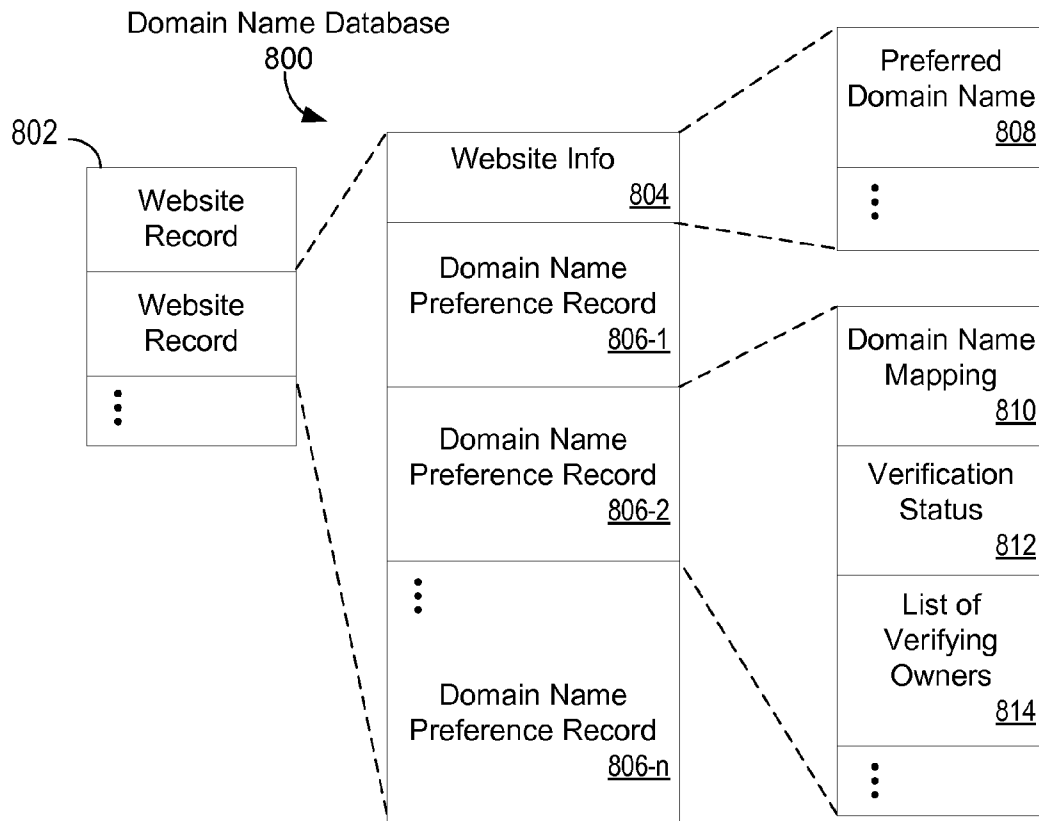 Domain Name Database
800
802
Website
Record
Website
Record
Website Info
804
Domain Name
Preference Record
806-1
Domain Name
Preference Record
806-2
Domain Name
Preference Record
806-n
Preferred
Domain Name
808
Domain Name
Mapping
810
Verification
Status
812
List of
Verifying
Owners
814